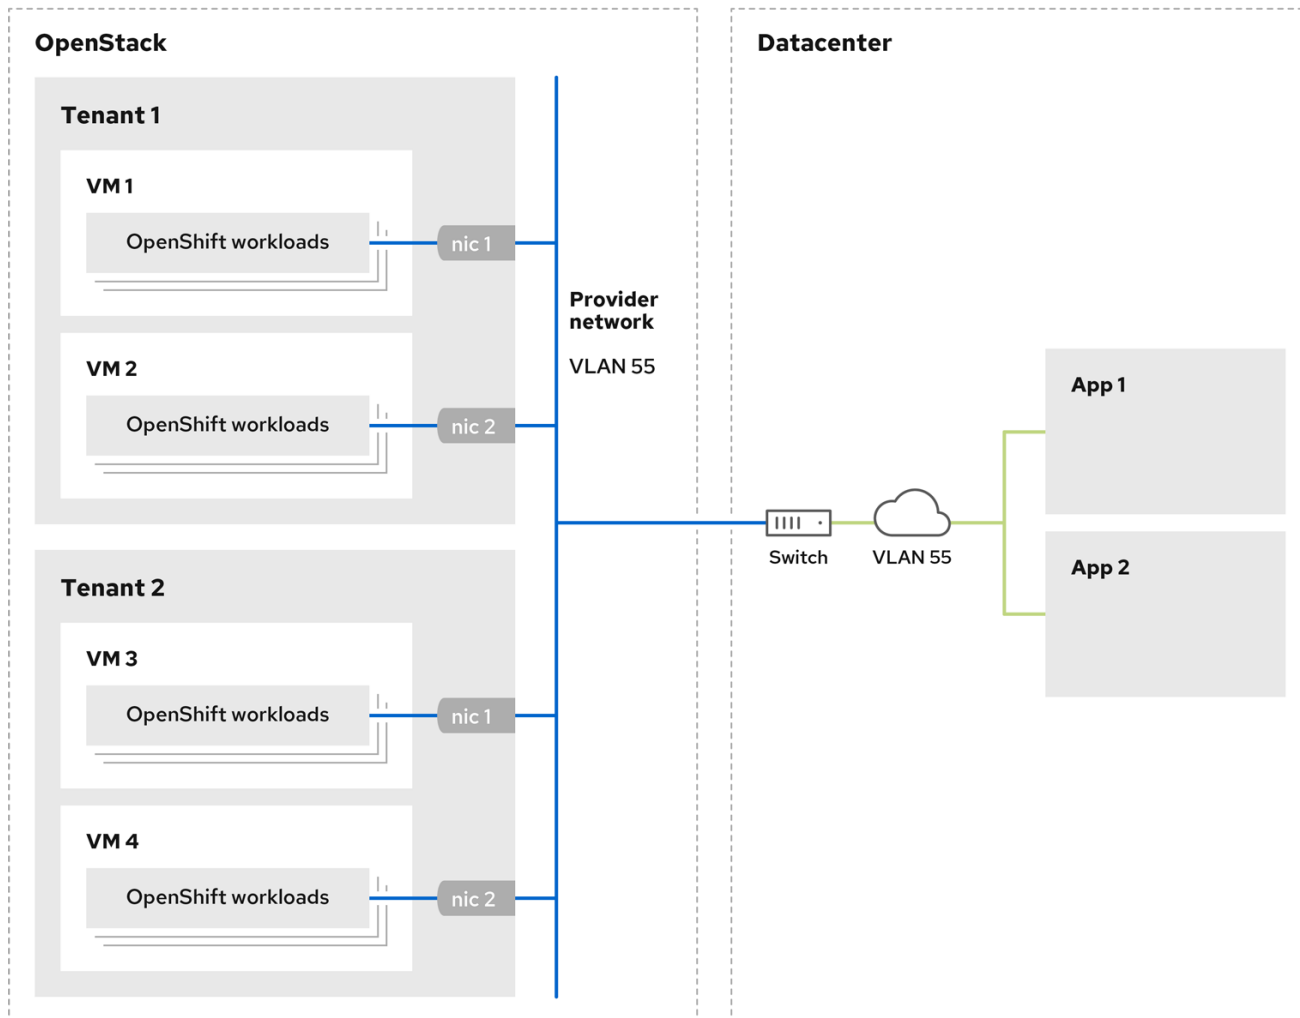 OpenStack
Tenant 1
VM 1
OpenShift workloads
nic 1
VM 2
OpenShift workloads
nic 2
Provider
network
VLAN 55
Tenant 2
VM 3
OpenShift workloads
nic 1
VM 4
OpenShift workloads
nic 2
Datacenter
Switch
VLAN 55
App 1
App 2